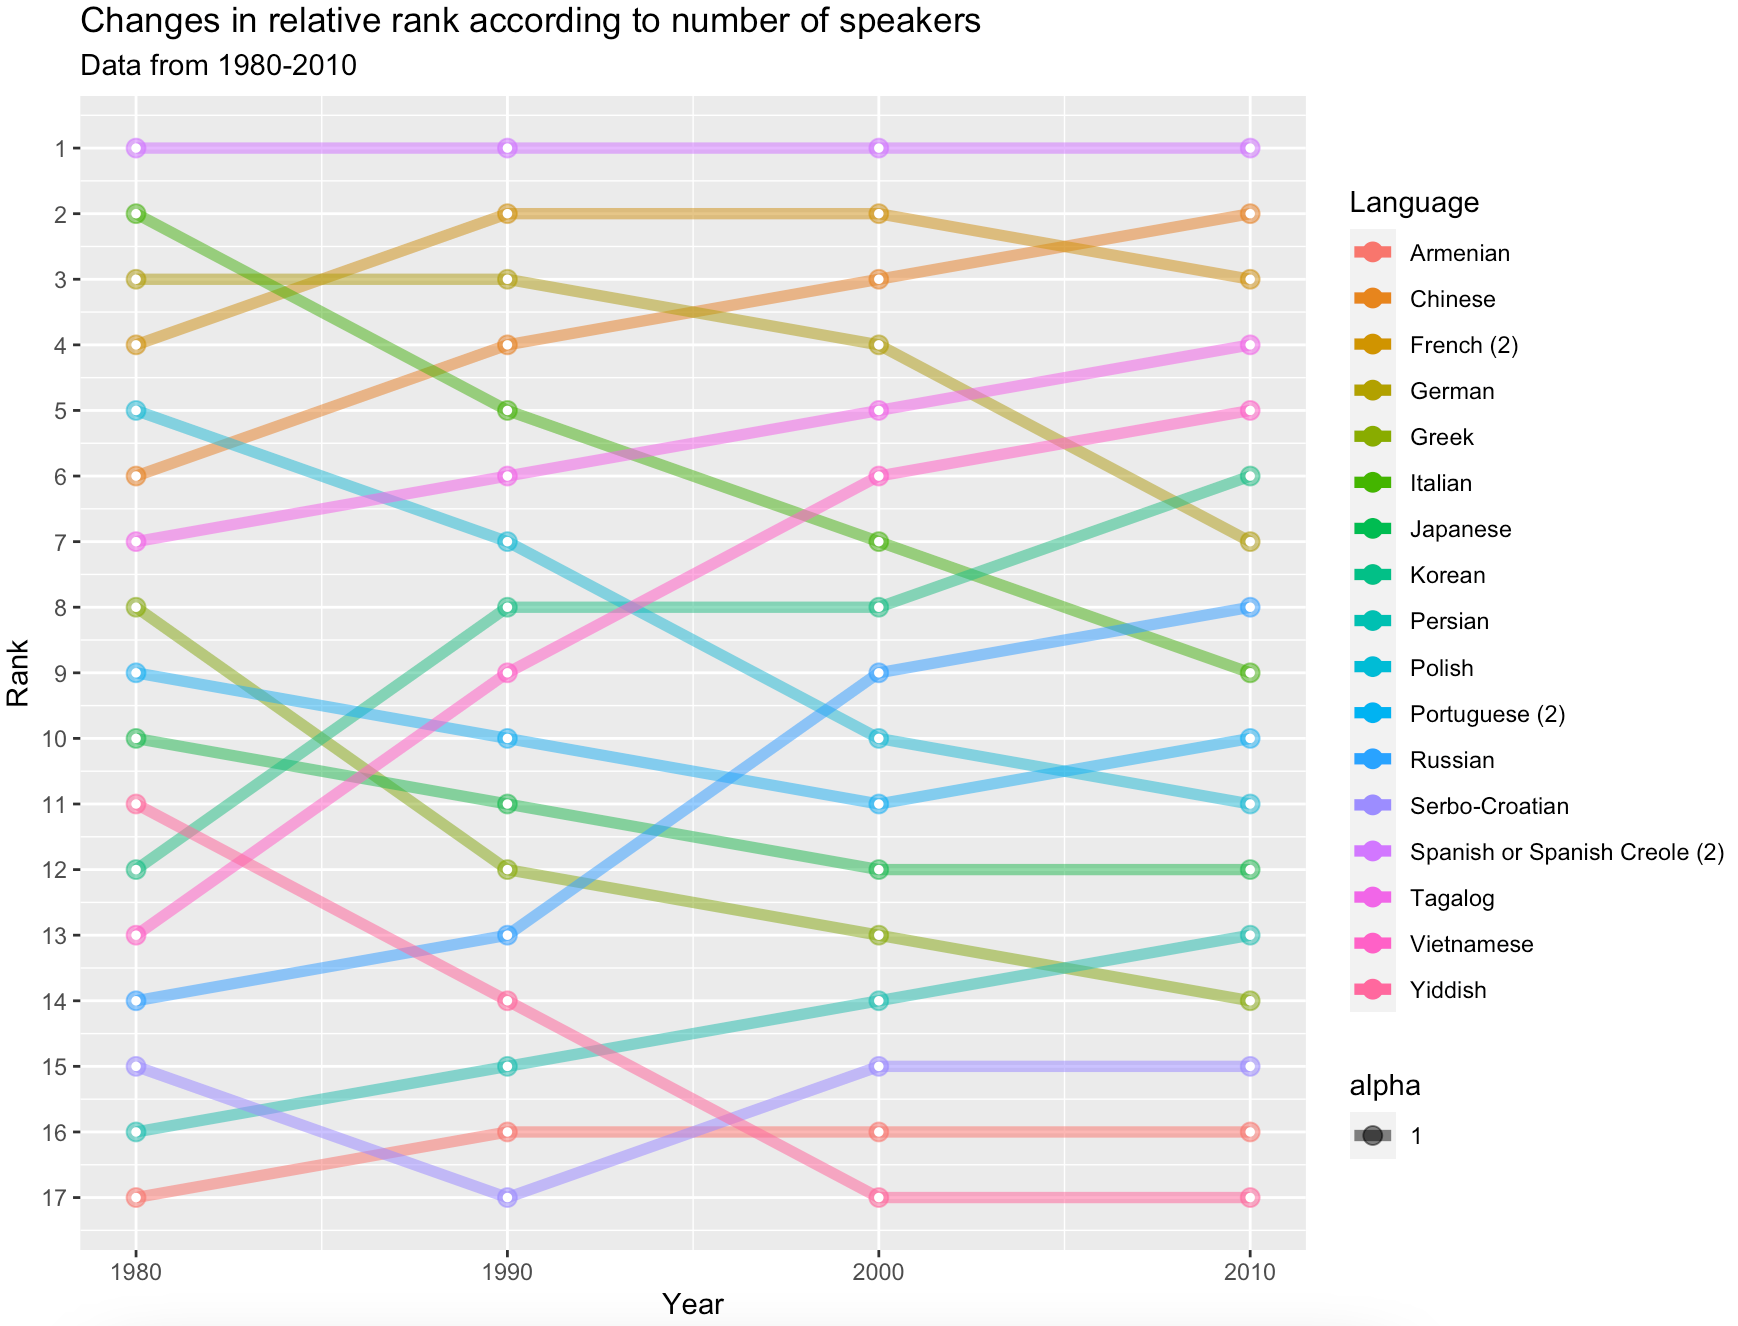 Changes in relative rank according to number of speakers
Data from 1980-2010
Rank
1
2
3
4
5
6
7
8
9
10
11
12
13
14
15
16
17
1980 1990 2000 2010
Year
Language
Armenian
Chinese
French (2)
German
Greek
Italian
Japanese
Korean
Persian
Polish
Portuguese (2)
Russian
Serbo-Croatian
Spanish or Spanish Creole (2)
Tagalog
Vietnamese
Yiddish
alpha
1